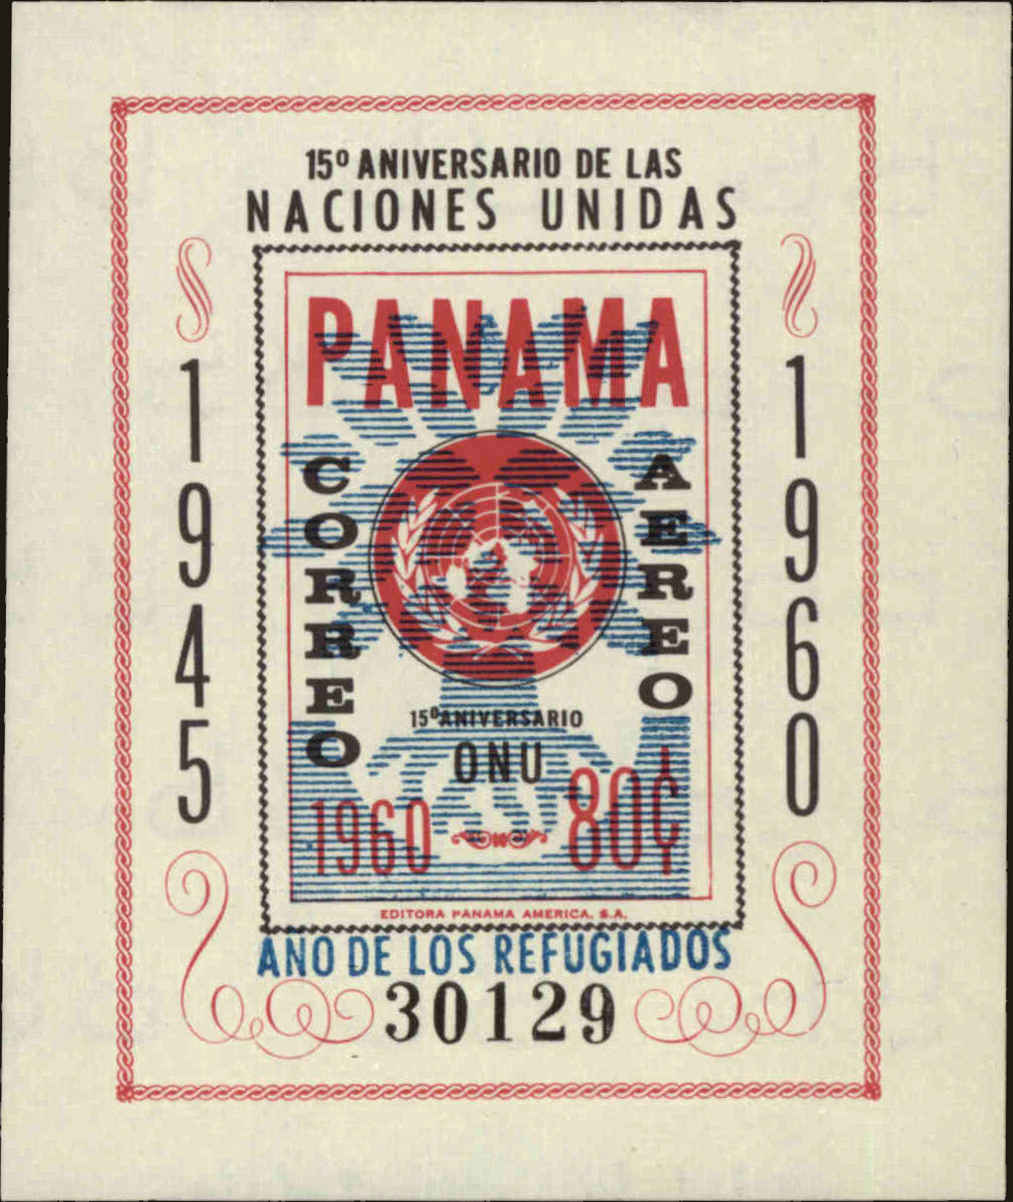 15º ANIVERSARIO DE LAS
NACIONES UNIDAS
1945
1960
PANAMA
CORREO
AEREO
15º ANIVERSARIO
ONU
1960
80¢
EDITORA PANAMA AMERICA, S.A.
ANO DE LOS REFUGIADOS
30129